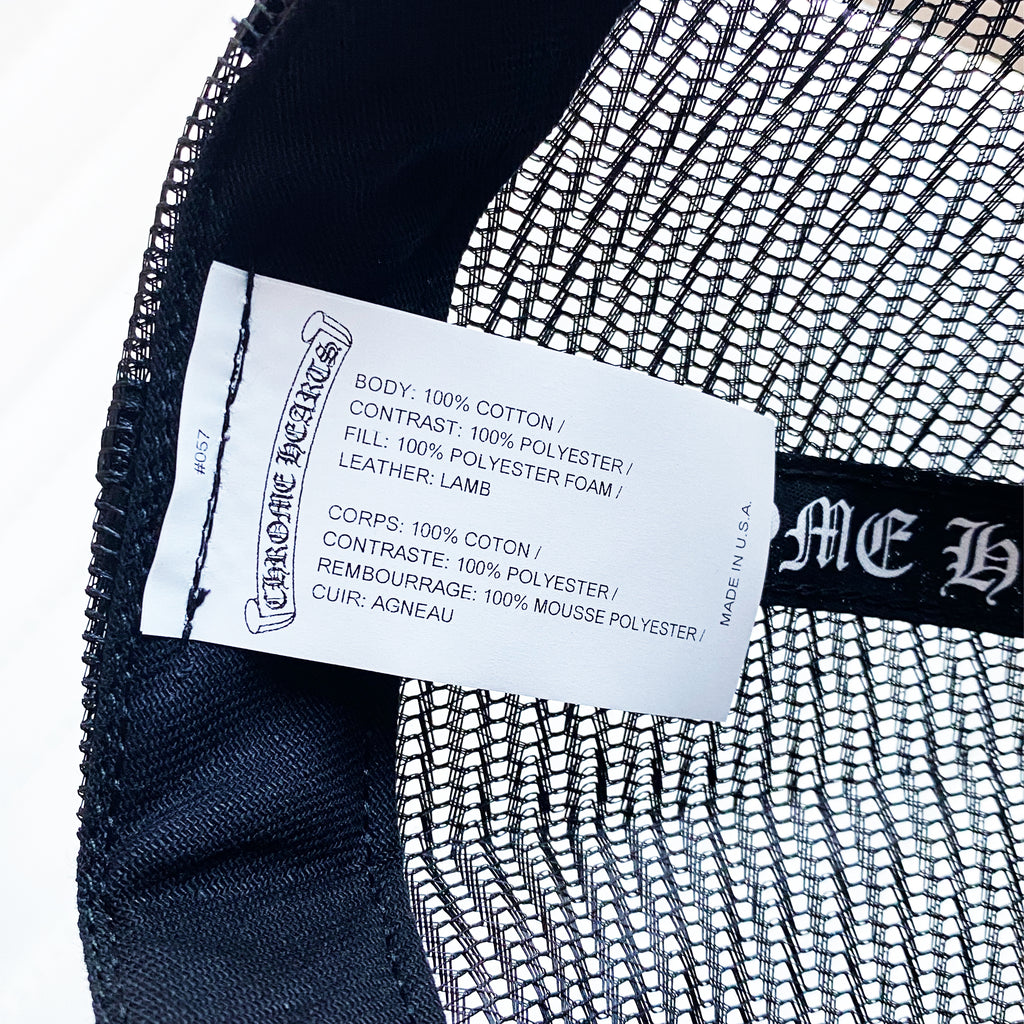 #057
CHROME HEARTS
BODY: 100% COTTON /
CONTRAST: 100% POLYESTER /
FILL: 100% POLYESTER FOAM /
LEATHER: LAMB
CORPS: 100% COTON /
CONTRASTE: 100% POLYESTER /
REMBOURRAGE: 100% MOUSSE POLYESTER /
CUIR: AGNEAU
MADE IN U.S.A.
OME H